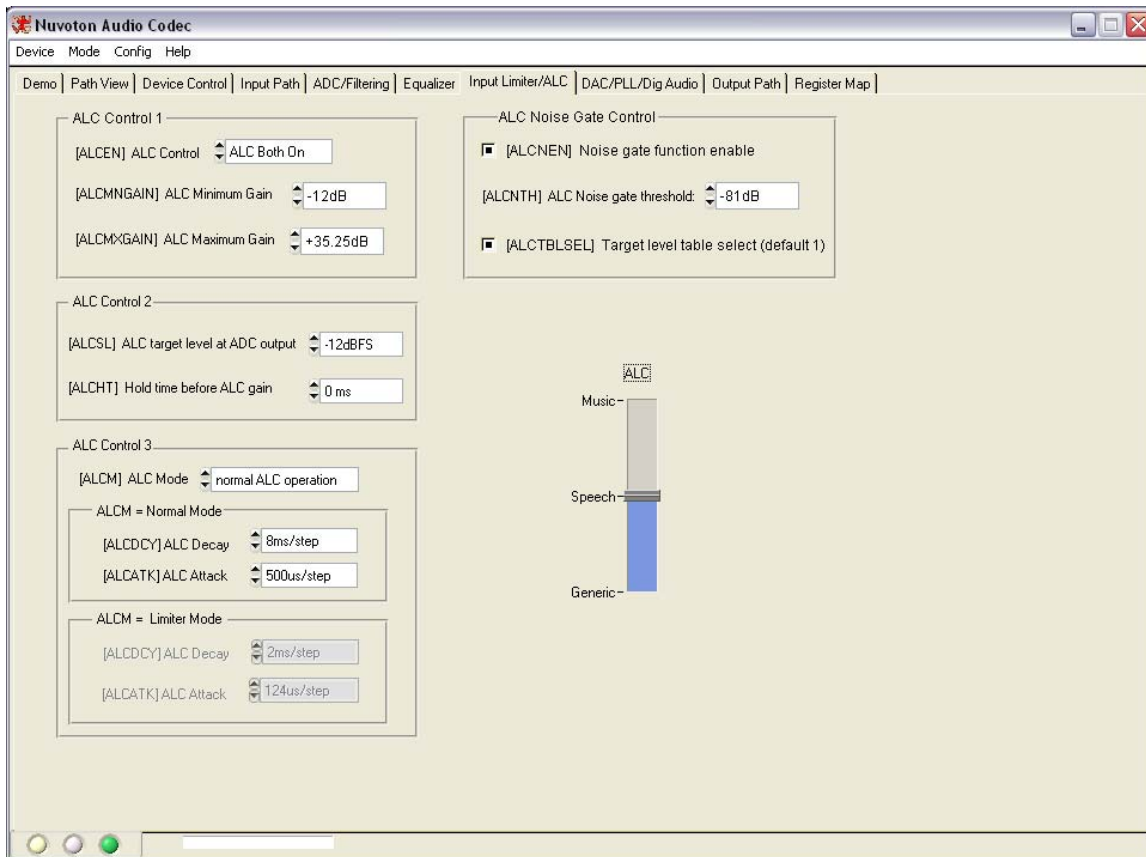 Nuvoton Audio Codec
Device Mode Config Help
Demo Path View Device Control Input Path ADC/Filtering Equalizer Input Limiter/ALC DAC/PLL/Dig Audio Output Path Register Map
ALC Control 1
[ALCEN] ALC Control ALC Both On
[ALCMNGAIN] ALC Minimum Gain -12dB
[ALCMXGAIN] ALC Maximum Gain +35.25dB
ALC Control 2
[ALCSL] ALC target level at ADC output -12dBFS
[ALCHT] Hold time before ALC gain 0 ms
ALC Control 3
[ALCM] ALC Mode normal ALC operation
ALCM = Normal Mode
[ALCDCY] ALC Decay 8ms/step
[ALCATK] ALC Attack 500us/step
ALCM = Limiter Mode
[ALCDCY] ALC Decay 2ms/step
[ALCATK] ALC Attack 124us/step
ALC Noise Gate Control
[ALCNEN] Noise gate function enable
[ALCNTH] ALC Noise gate threshold: -81dB
[ALCTBLSEL] Target level table select (default 1)
ALC
Music
Speech
Generic